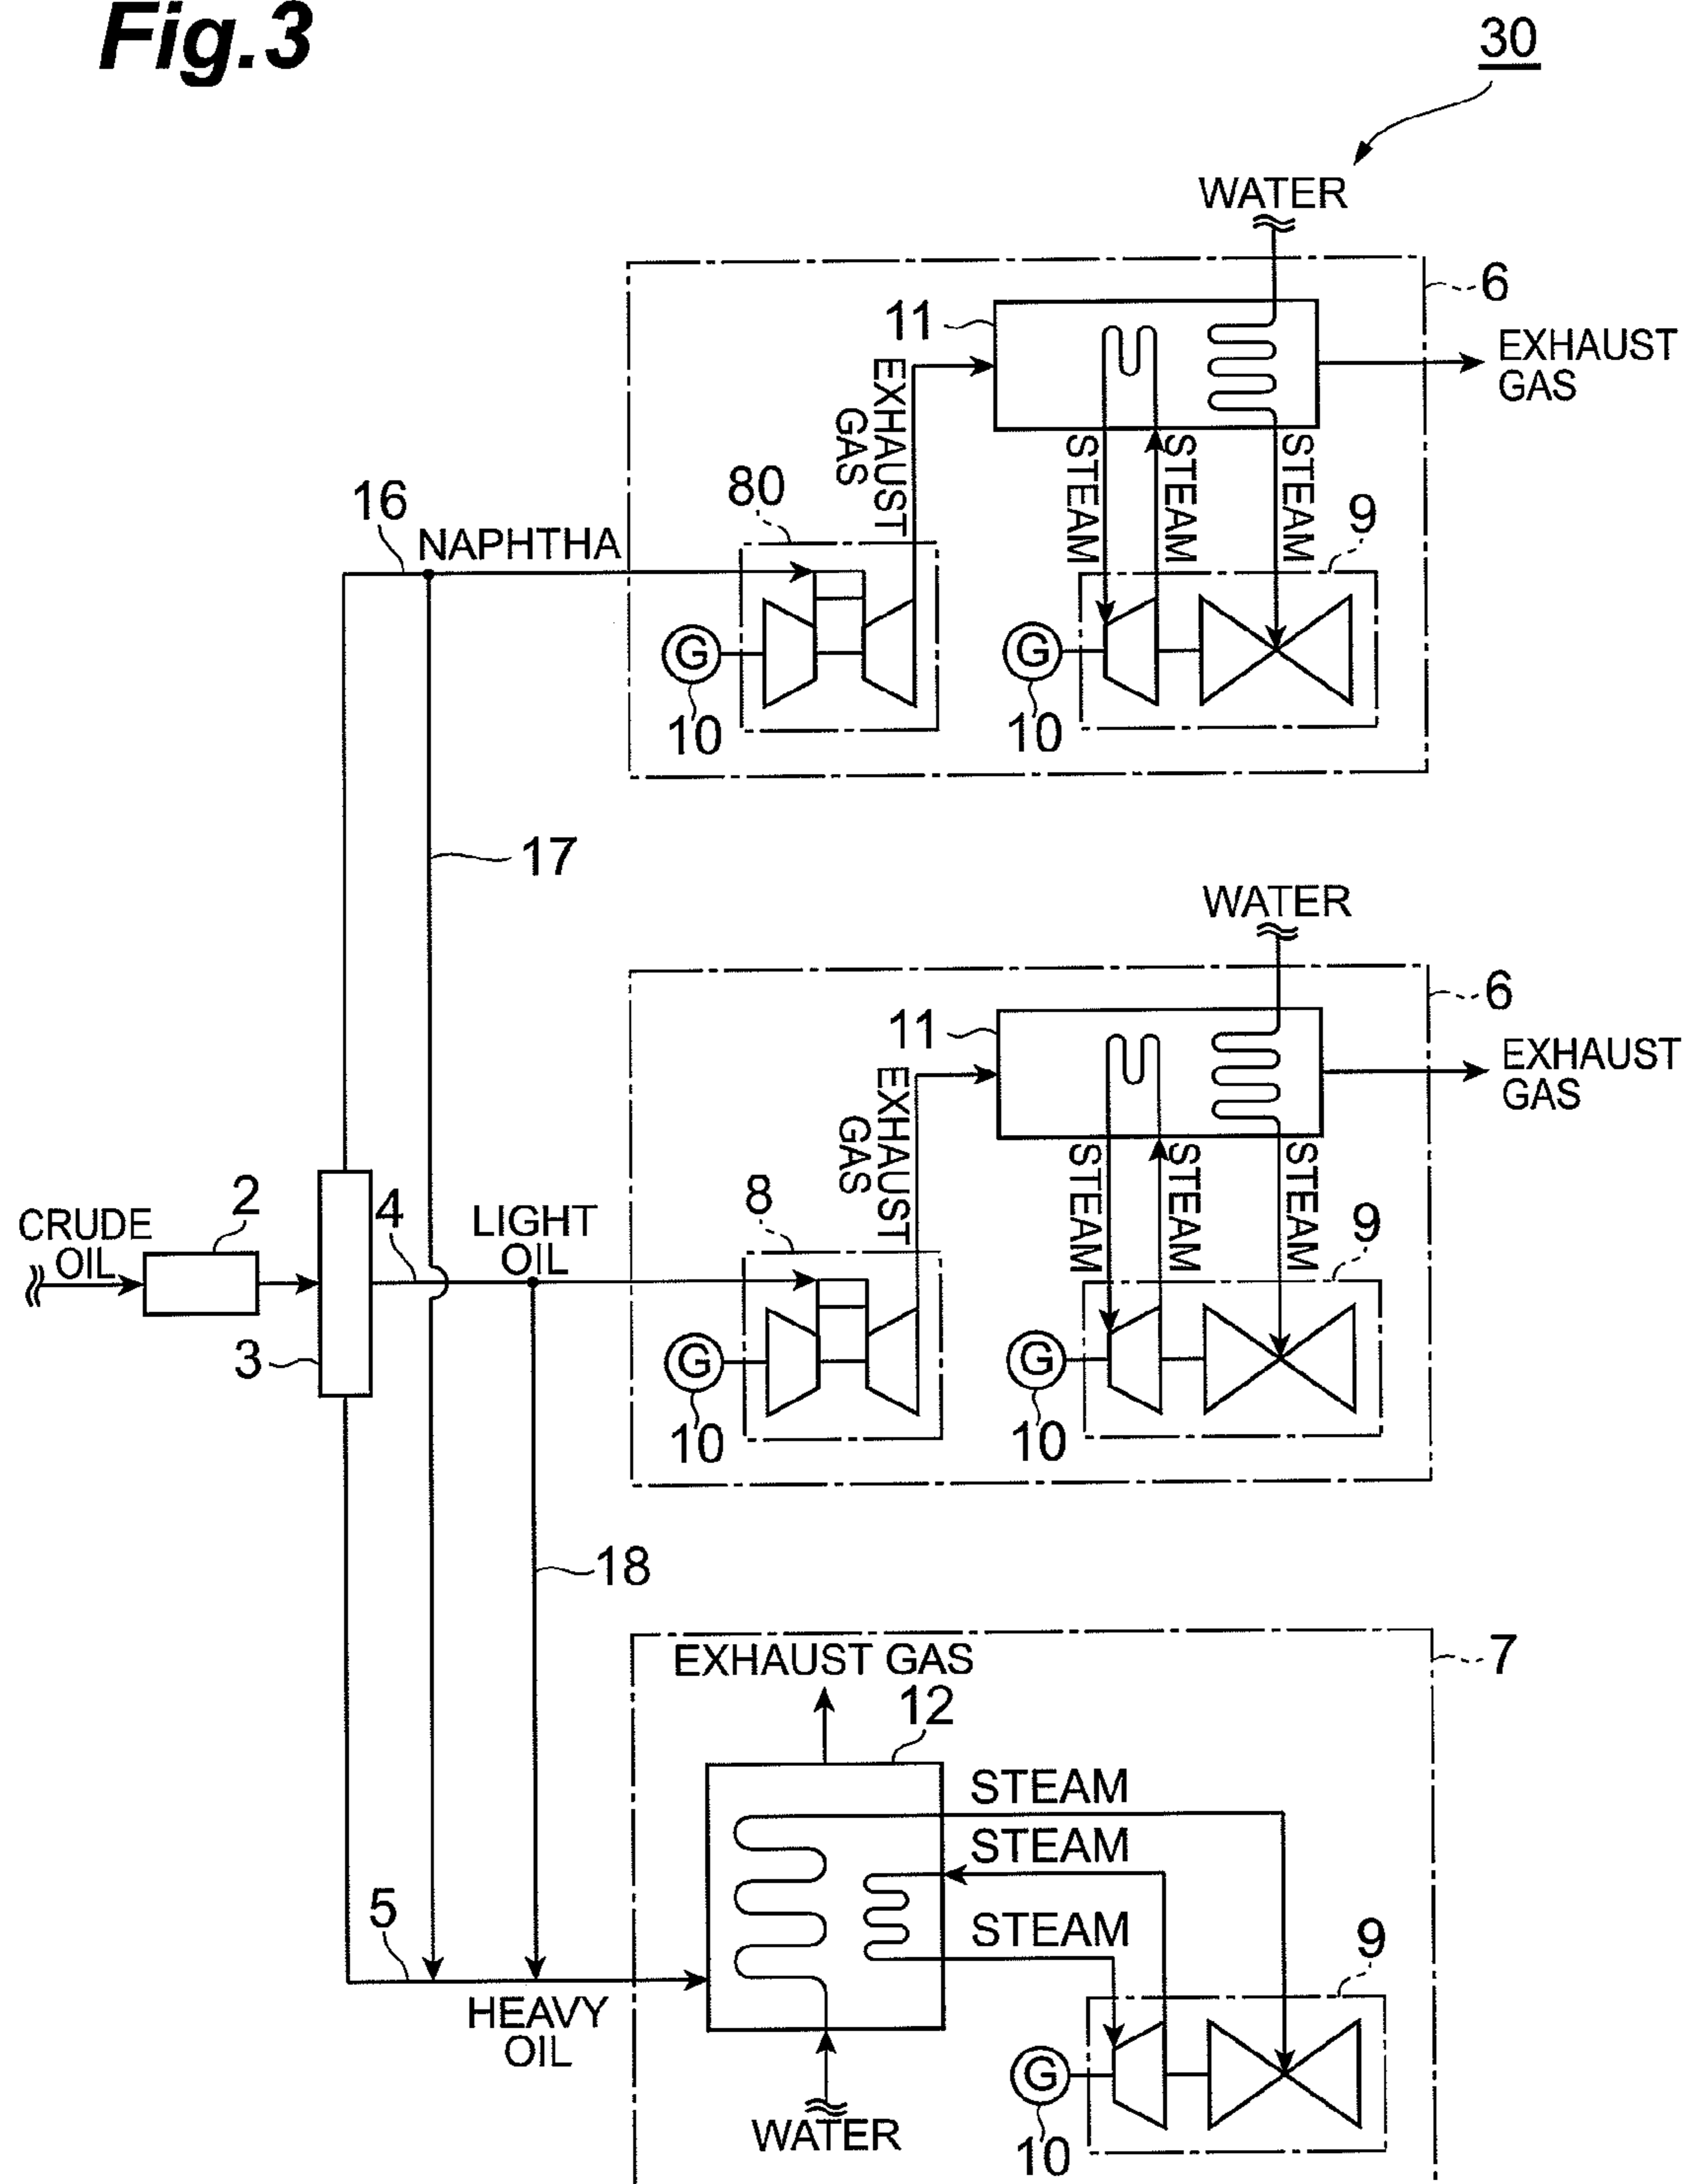 Fig.3
30
WATER
6
11
EXHAUST
GAS
EXHAUST
GAS
STEAM
STEAM
STEAM
80
9
16
NAPHTHA
G
G
10
10
17
WATER
6
11
EXHAUST
GAS
EXHAUST
GAS
STEAM
STEAM
STEAM
2
4
LIGHT
OIL
8
9
CRUDE
OIL
3
G
G
10
10
18
7
EXHAUST GAS
12
STEAM
STEAM
STEAM
5
9
HEAVY
OIL
G
WATER
10